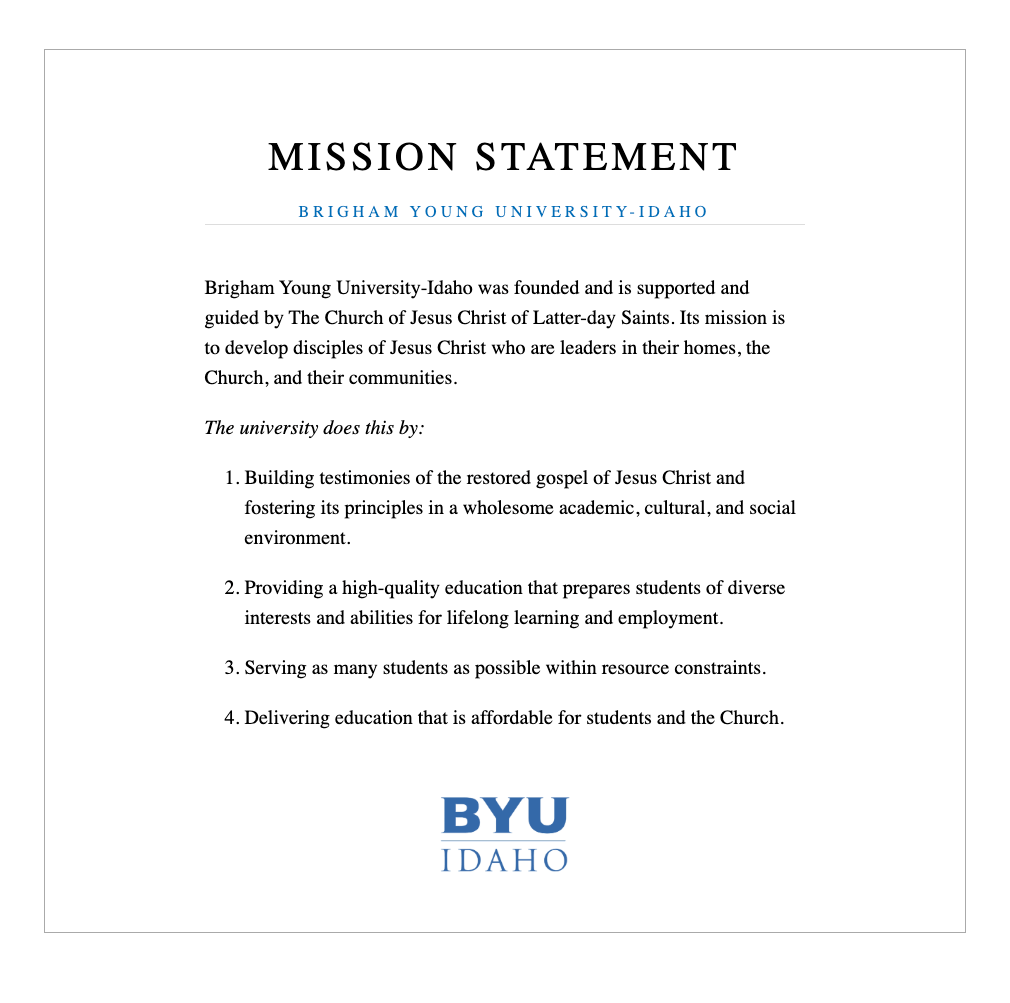 MISSION STATEMENT
BRIGHAM YOUNG UNIVERSITY-IDAHO
Brigham Young University-Idaho was founded and is supported and
guided by The Church of Jesus Christ of Latter-day Saints. Its mission is
to develop disciples of Jesus Christ who are leaders in their homes, the
Church, and their communities.
The university does this by:
1. Building testimonies of the restored gospel of Jesus Christ and
fostering its principles in a wholesome academic, cultural, and social
environment.
2. Providing a high-quality education that prepares students of diverse
interests and abilities for lifelong learning and employment.
3. Serving as many students as possible within resource constraints.
4. Delivering education that is affordable for students and the Church.
BYU
IDAHO